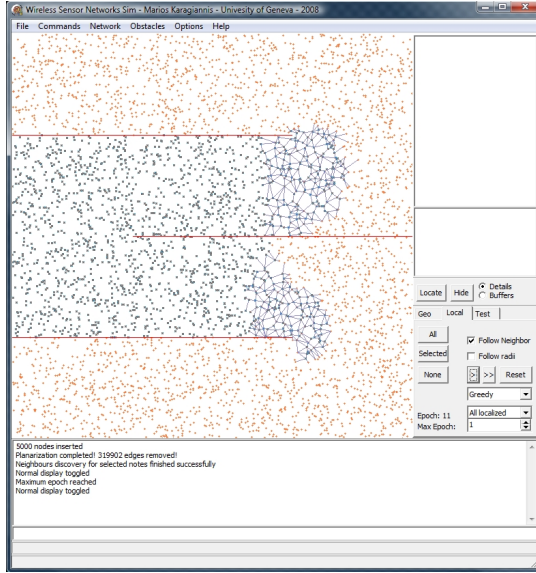 Wireless Sensor Networks Sim - Marios Karagiannis - Univesity of Geneva - 2008
File Commands Network Obstacles Options Help
Locate Hide Details
Buffers
Geo Local Test
All
Follow Neighbor
Selected
Follow radii
None > >> Reset
Greedy
Epoch: 11 All localized
Max Epoch: 1
5000 nodes inserted
Planarization completed! 319902 edges removed!
Neighbours discovery for selected notes finished successfully
Normal display toggled
Maximum epoch reached
Normal display toggled